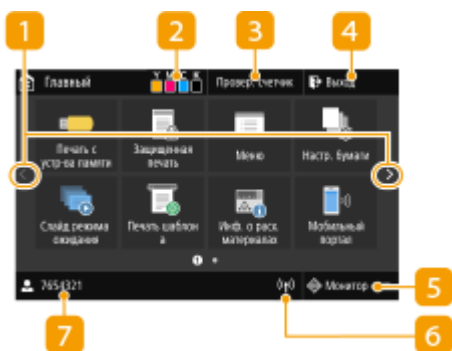 1
2
3
4
Главный
Y M C K
Провер. счетчик
Выход
Печать с
устр-ва памяти
Защищенная
печать
Меню
Настр. бумаги
Слайд режима
ожидания
Печать шаблон
а
Инф. о расх.
материалах
Мобильный
портал
7654321
Монитор
5
7
6